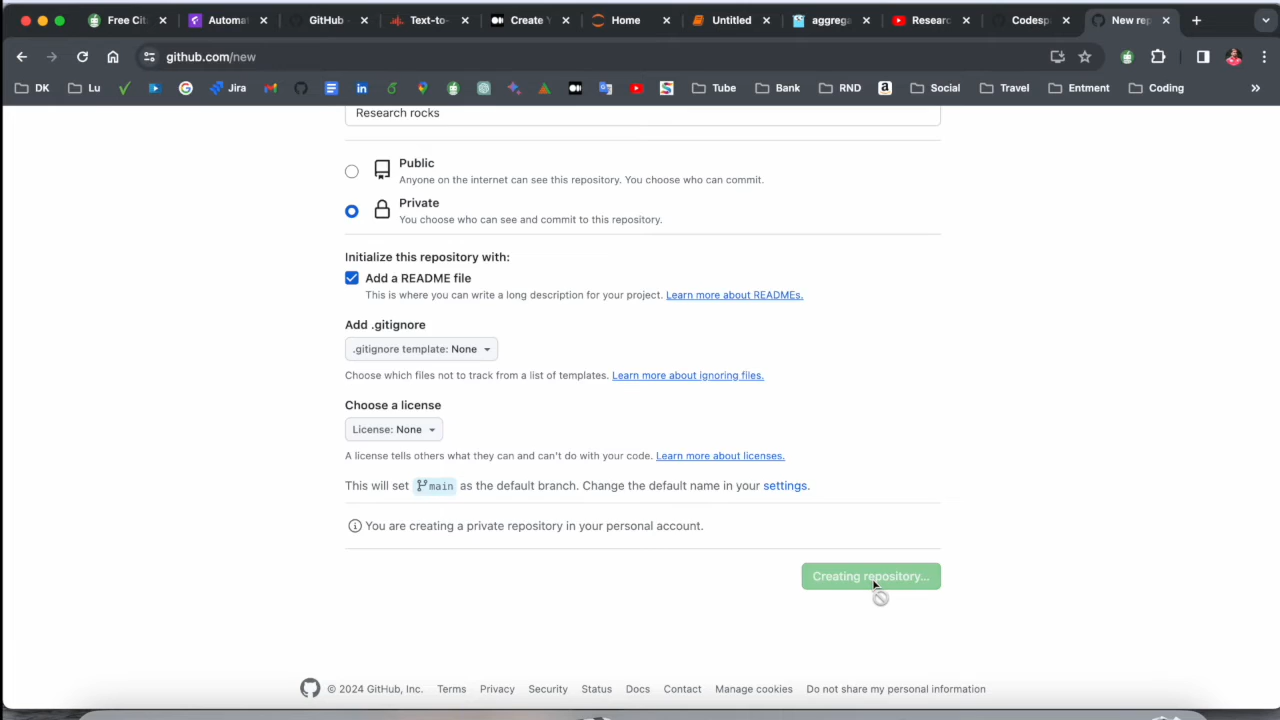 Free Cit
Automat
GitHub
Text-to-
Create Y
Home
Untitled
aggrega
Researc
Codesp
New rep
github.com/new
DK
Lu
Jira
Tube
Bank
RND
Social
Travel
Entment
Coding
Research rocks
Public
Anyone on the internet can see this repository. You choose who can commit.
Private
You choose who can see and commit to this repository.
Initialize this repository with:
Add a README file
This is where you can write a long description for your project. Learn more about READMEs.
Add .gitignore
.gitignore template: None
Choose which files not to track from a list of templates. Learn more about ignoring files.
Choose a license
License: None
A license tells others what they can and can't do with your code. Learn more about licenses.
This will set main as the default branch. Change the default name in your settings.
You are creating a private repository in your personal account.
Creating repository...
© 2024 GitHub, Inc. Terms Privacy Security Status Docs Contact Manage cookies Do not share my personal information